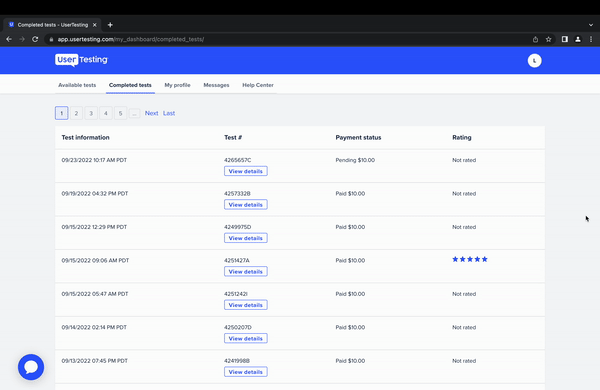 Completed tests - UserTesting
app.usertesting.com/my_dashboard/completed_tests/
UserTesting
L
Available tests Completed tests My profile Messages Help Center
1 2 3 4 5 ... Next Last
Test information Test # Payment status Rating
09/23/2022 10:17 AM PDT 4265657C Pending $10.00 Not rated
View details
09/19/2022 04:32 PM PDT 4257332B Paid $10.00 Not rated
View details
09/15/2022 12:29 PM PDT 4249975D Paid $10.00 Not rated
View details
09/15/2022 09:06 AM PDT 4251427A Paid $10.00
View details
09/15/2022 05:47 AM PDT 4251242I Paid $10.00 Not rated
View details
09/14/2022 02:14 PM PDT 4250207D Paid $10.00 Not rated
View details
09/13/2022 07:45 PM PDT 4241998B Paid $10.00 Not rated
View details